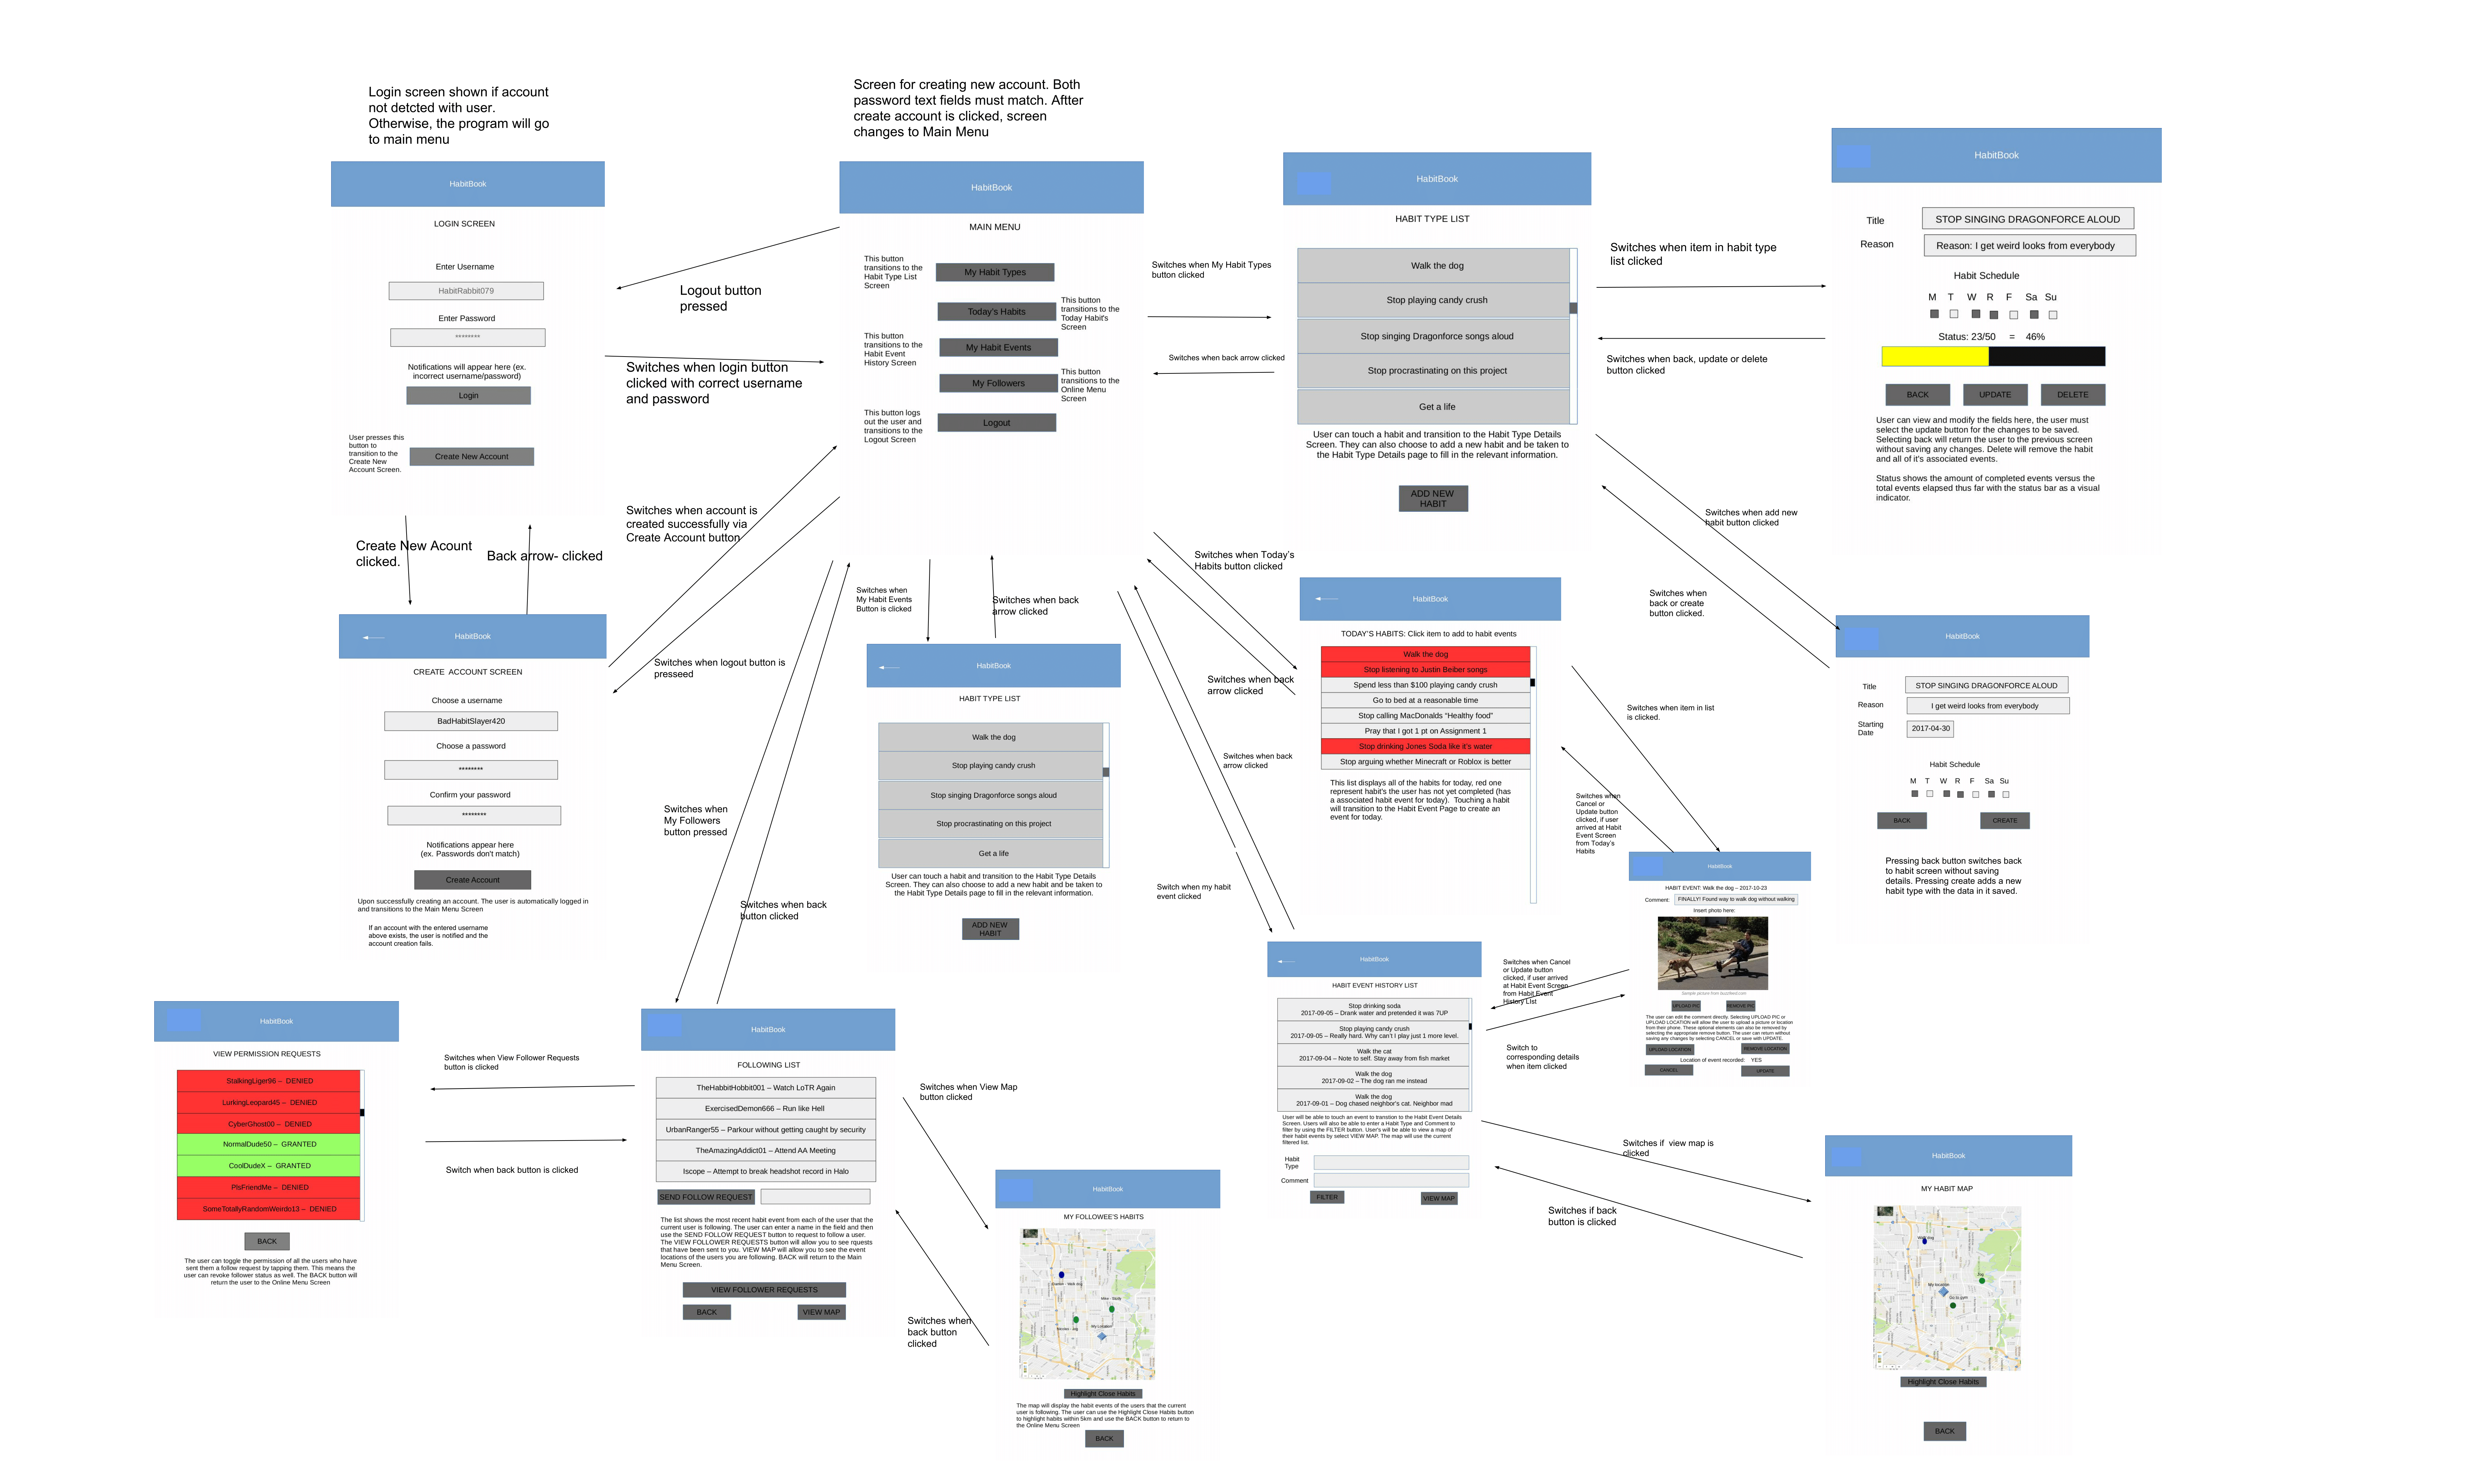 Login screen shown if account
not detcted with user.
Otherwise, the program will go
to main menu
HabitBook
LOGIN SCREEN
Enter Username
HabitRabbit079
Enter Password
********
Notifications will appear here (ex.
incorrect username/password)
Login
User presses this
button to
transition to the
Create New
Account Screen.
Create New Account
Logout button
pressed
Switches when login button
clicked with correct username
and password
Create New Acount
clicked.
Back arrow- clicked
Switches when account is
created successfully via
Create Account button
Switches when logout button is
presseed
Screen for creating new account. Both
password text fields must match. Aftter
create account is clicked, screen
changes to Main Menu
HabitBook
MAIN MENU
This button
transitions to the
Habit Type List
Screen
My Habit Types
Today's Habits
This button
transitions to the
Today Habit's
Screen
This button
transitions to the
Habit Event
History Screen
My Habit Events
My Followers
This button
transitions to the
Online Menu
Screen
This button logs
out the user and
transitions to the
Logout Screen
Logout
Switches when My Habit Types
button clicked
Switches when back arrow clicked
HabitBook
HABIT TYPE LIST
Walk the dog
Stop playing candy crush
Stop singing Dragonforce songs aloud
Stop procrastinating on this project
Get a life
User can touch a habit and transition to the Habit Type Details
Screen. They can also choose to add a new habit and be taken to
the Habit Type Details page to fill in the relevant information.
ADD NEW
HABIT
Switches when item in habit type
list clicked
Switches when back, update or delete
button clicked
HabitBook
Title
STOP SINGING DRAGONFORCE ALOUD
Reason
Reason: I get weird looks from everybody
Habit Schedule
M T W R F Sa Su
Status: 23/50 = 46%
BACK
UPDATE
DELETE
User can view and modify the fields here, the user must
select the update button for the changes to be saved.
Selecting back will return the user to the previous screen
without saving any changes. Delete will remove the habit
and all of it's associated events.
Status shows the amount of completed events versus the
total events elapsed thus far with the status bar as a visual
indicator.
Switches when add new
habit button clicked
Switches when
back or create
button clicked.
HabitBook
CREATE ACCOUNT SCREEN
Choose a username
BadHabitSlayer420
Choose a password
********
Confirm your password
********
Notifications appear here
(ex. Passwords don't match)
Create Account
Upon successfully creating an account. The user is automatically logged in
and transitions to the Main Menu Screen
If an account with the entered username
above exists, the user is notified and the
account creation fails.
Switches when
My Habit Events
Button is clicked
Switches when back
arrow clicked
HabitBook
HABIT TYPE LIST
Walk the dog
Stop playing candy crush
Stop singing Dragonforce songs aloud
Stop procrastinating on this project
Get a life
User can touch a habit and transition to the Habit Type Details
Screen. They can also choose to add a new habit and be taken to
the Habit Type Details page to fill in the relevant information.
ADD NEW
HABIT
Switches when
My Followers
button pressed
Switches when back
button clicked
Switches when Today's
Habits button clicked
Switches when back
arrow clicked
Switches when back
arrow clicked
Switch when my habit
event clicked
HabitBook
TODAY'S HABITS: Click item to add to habit events
Walk the dog
Stop listening to Justin Beiber songs
Spend less than $100 playing candy crush
Go to bed at a reasonable time
Stop calling MacDonalds “Healthy food”
Pray that I got 1 pt on Assignment 1
Stop drinking Jones Soda like it's water
Stop arguing whether Minecraft or Roblox is better
This list displays all of the habits for today, red one
represent habit's the user has not yet completed (has
a associated habit event for today). Touching a habit
will transition to the Habit Event Page to create an
event for today.
Switches when item in list
is clicked.
Switches when
Cancel or
Update button
clicked, if user
arrived at Habit
Event Screen
from Today's
Habits
HabitBook
Title
STOP SINGING DRAGONFORCE ALOUD
Reason
I get weird looks from everybody
Starting
Date
2017-04-30
Habit Schedule
M T W R F Sa Su
BACK
CREATE
Pressing back button switches back
to habit screen without saving
details. Pressing create adds a new
habit type with the data in it saved.
HabitBook
HABIT EVENT: Walk the dog – 2017-10-23
Comment:
FINALLY! Found way to walk dog without walking
Insert photo here:
Sample picture from buzzfeed.com
UPLOAD PIC
REMOVE PIC
The user can edit the comment directly. Selecting UPLOAD PIC or
UPLOAD LOCATION will allow the user to upload a picture or location
from their phone. These optional elements can also be removed by
selecting the appropriate remove button. The user can return without
saving any changes by selecting CANCEL or save with UPDATE.
UPLOAD LOCATION
REMOVE LOCATION
Location of event recorded: YES
CANCEL
UPDATE
HabitBook
HABIT EVENT HISTORY LIST
Stop drinking soda
2017-09-05 – Drank water and pretended it was 7UP
Stop playing candy crush
2017-09-05 – Really hard. Why can't I play just 1 more level.
Walk the cat
2017-09-04 – Note to self. Stay away from fish market
Walk the dog
2017-09-02 – The dog ran me instead
Walk the dog
2017-09-01 – Dog chased neighbor's cat. Neighbor mad
User will be able to touch an event to transtion to the Habit Event Details
Screen. Users will also be able to enter a Habit Type and Comment to
filter by using the FILTER button. User's will be able to view a map of
their habit events by select VIEW MAP. The map will use the current
filtered list.
Habit
Type
Comment
FILTER
VIEW MAP
Switches when Cancel
or Update button
clicked, if user arrived
at Habit Event Screen
from Habit Event
History List
Switch to
corresponding details
when item clicked
Switches if view map is
clicked
Switches if back
button is clicked
HabitBook
VIEW PERMISSION REQUESTS
StalkingLiger96 – DENIED
LurkingLeopard45 – DENIED
CyberGhost00 – DENIED
NormalDude50 – GRANTED
CoolDudeX – GRANTED
PlsFriendMe – DENIED
SomeTotallyRandomWeirdo13 – DENIED
BACK
The user can toggle the permission of all the users who have
sent them a follow request by tapping them. This means the
user can revoke follower status as well. The BACK button will
return the user to the Online Menu Screen
Switches when View Follower Requests
button is clicked
Switch when back button is clicked
HabitBook
FOLLOWING LIST
TheHabbitHobbit001 – Watch LoTR Again
ExorcisedDemon666 – Run like Hell
UrbanRanger55 – Parkour without getting caught by security
TheAmazingAddict01 – Attend AA Meeting
Iscope – Attempt to break headshot record in Halo
SEND FOLLOW REQUEST
The list shows the most recent habit event from each of the user that the
current user is following. The user can enter a name in the field and then
use the SEND FOLLOW REQUEST button to request to follow a user.
The VIEW FOLLOWER REQUESTS button will allow you to see rquests
that have been sent to you. VIEW MAP will allow you to see the event
locations of the users you are following. BACK will return to the Main
Menu Screen.
VIEW FOLLOWER REQUESTS
BACK
VIEW MAP
Switches when View Map
button clicked
Switches when
back button
clicked
HabitBook
MY FOLLOWEE'S HABITS
My Location
Highlight Close Habits
The map will display the habit events of the users that the current
user is following. The user can use the Highlight Close Habits button
to highlight habits within 5km and use the BACK button to return to
the Online Menu Screen
BACK
HabitBook
MY HABIT MAP
Walk dog
Jog
My location
Go to gym
Highlight Close Habits
BACK